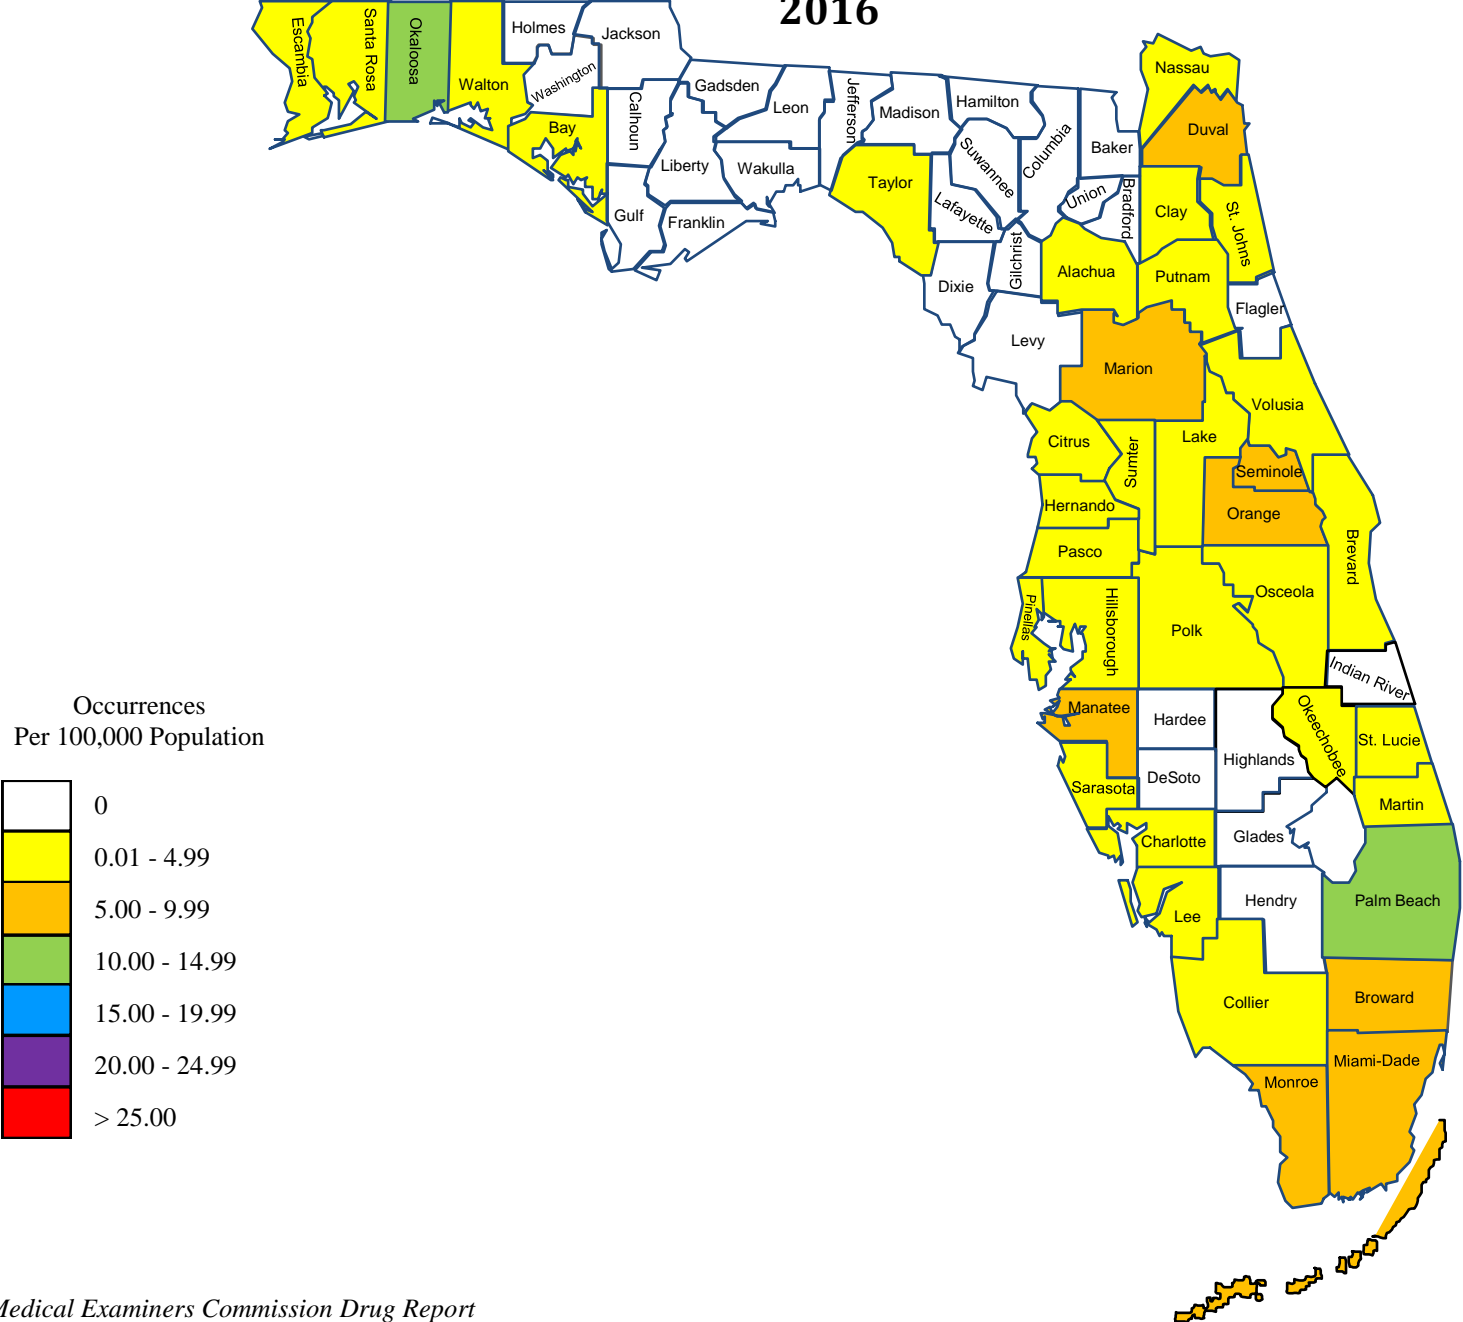 2016
Escambia
Santa Rosa
Okaloosa
Walton
Holmes
Washington
Jackson
Bay
Calhoun
Gulf
Gadsden
Liberty
Franklin
Leon
Wakulla
Jefferson
Madison
Taylor
Hamilton
Suwannee
Lafayette
Columbia
Baker
Union
Bradford
Nassau
Duval
Clay
St. Johns
Dixie
Gilchrist
Alachua
Putnam
Flagler
Levy
Marion
Volusia
Citrus
Sumter
Lake
Seminole
Orange
Hernando
Pasco
Brevard
Pinellas
Hillsborough
Polk
Osceola
Indian River
Manatee
Hardee
Highlands
Okeechobee
St. Lucie
Sarasota
DeSoto
Martin
Charlotte
Glades
Lee
Hendry
Palm Beach
Collier
Broward
Monroe
Miami-Dade
Occurrences
Per 100,000 Population
0
0.01 - 4.99
5.00 - 9.99
10.00 - 14.99
15.00 - 19.99
20.00 - 24.99
> 25.00
Medical Examiners Commission Drug Report